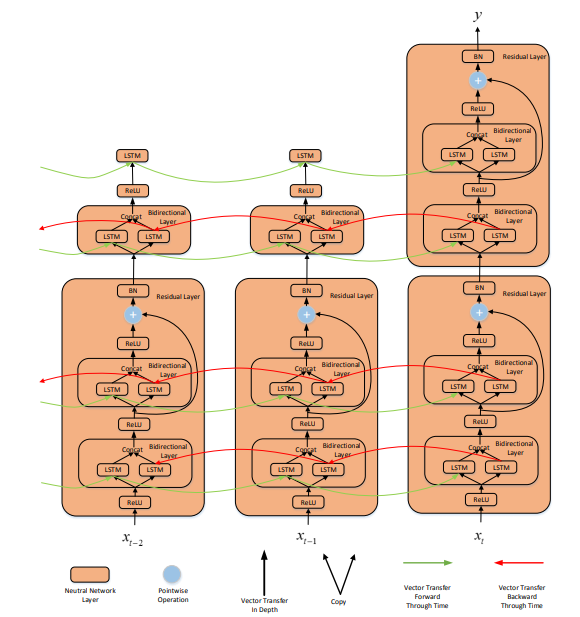 y
BN
Residual Layer
+
ReLU
Concat
Bidirectional
Layer
LSTM
LSTM
ReLU
Concat
Bidirectional
Layer
LSTM
LSTM
LSTM
ReLU
Concat
Bidirectional
Layer
LSTM
LSTM
LSTM
ReLU
Concat
Bidirectional
Layer
LSTM
LSTM
BN
Residual Layer
+
ReLU
Concat
Bidirectional
Layer
LSTM
LSTM
ReLU
Concat
Bidirectional
Layer
LSTM
LSTM
ReLU
BN
Residual Layer
+
ReLU
Concat
Bidirectional
Layer
LSTM
LSTM
ReLU
Concat
Bidirectional
Layer
LSTM
LSTM
ReLU
BN
Residual Layer
+
ReLU
Concat
Bidirectional
Layer
LSTM
LSTM
ReLU
Concat
Bidirectional
Layer
LSTM
LSTM
ReLU
x_{t-2}
x_{t-1}
x_t
Neutral Network
Layer
Pointwise
Operation
Vector Transfer
In Depth
Copy
Vector Transfer
Forward
Through Time
Vector Transfer
Backward
Through Time